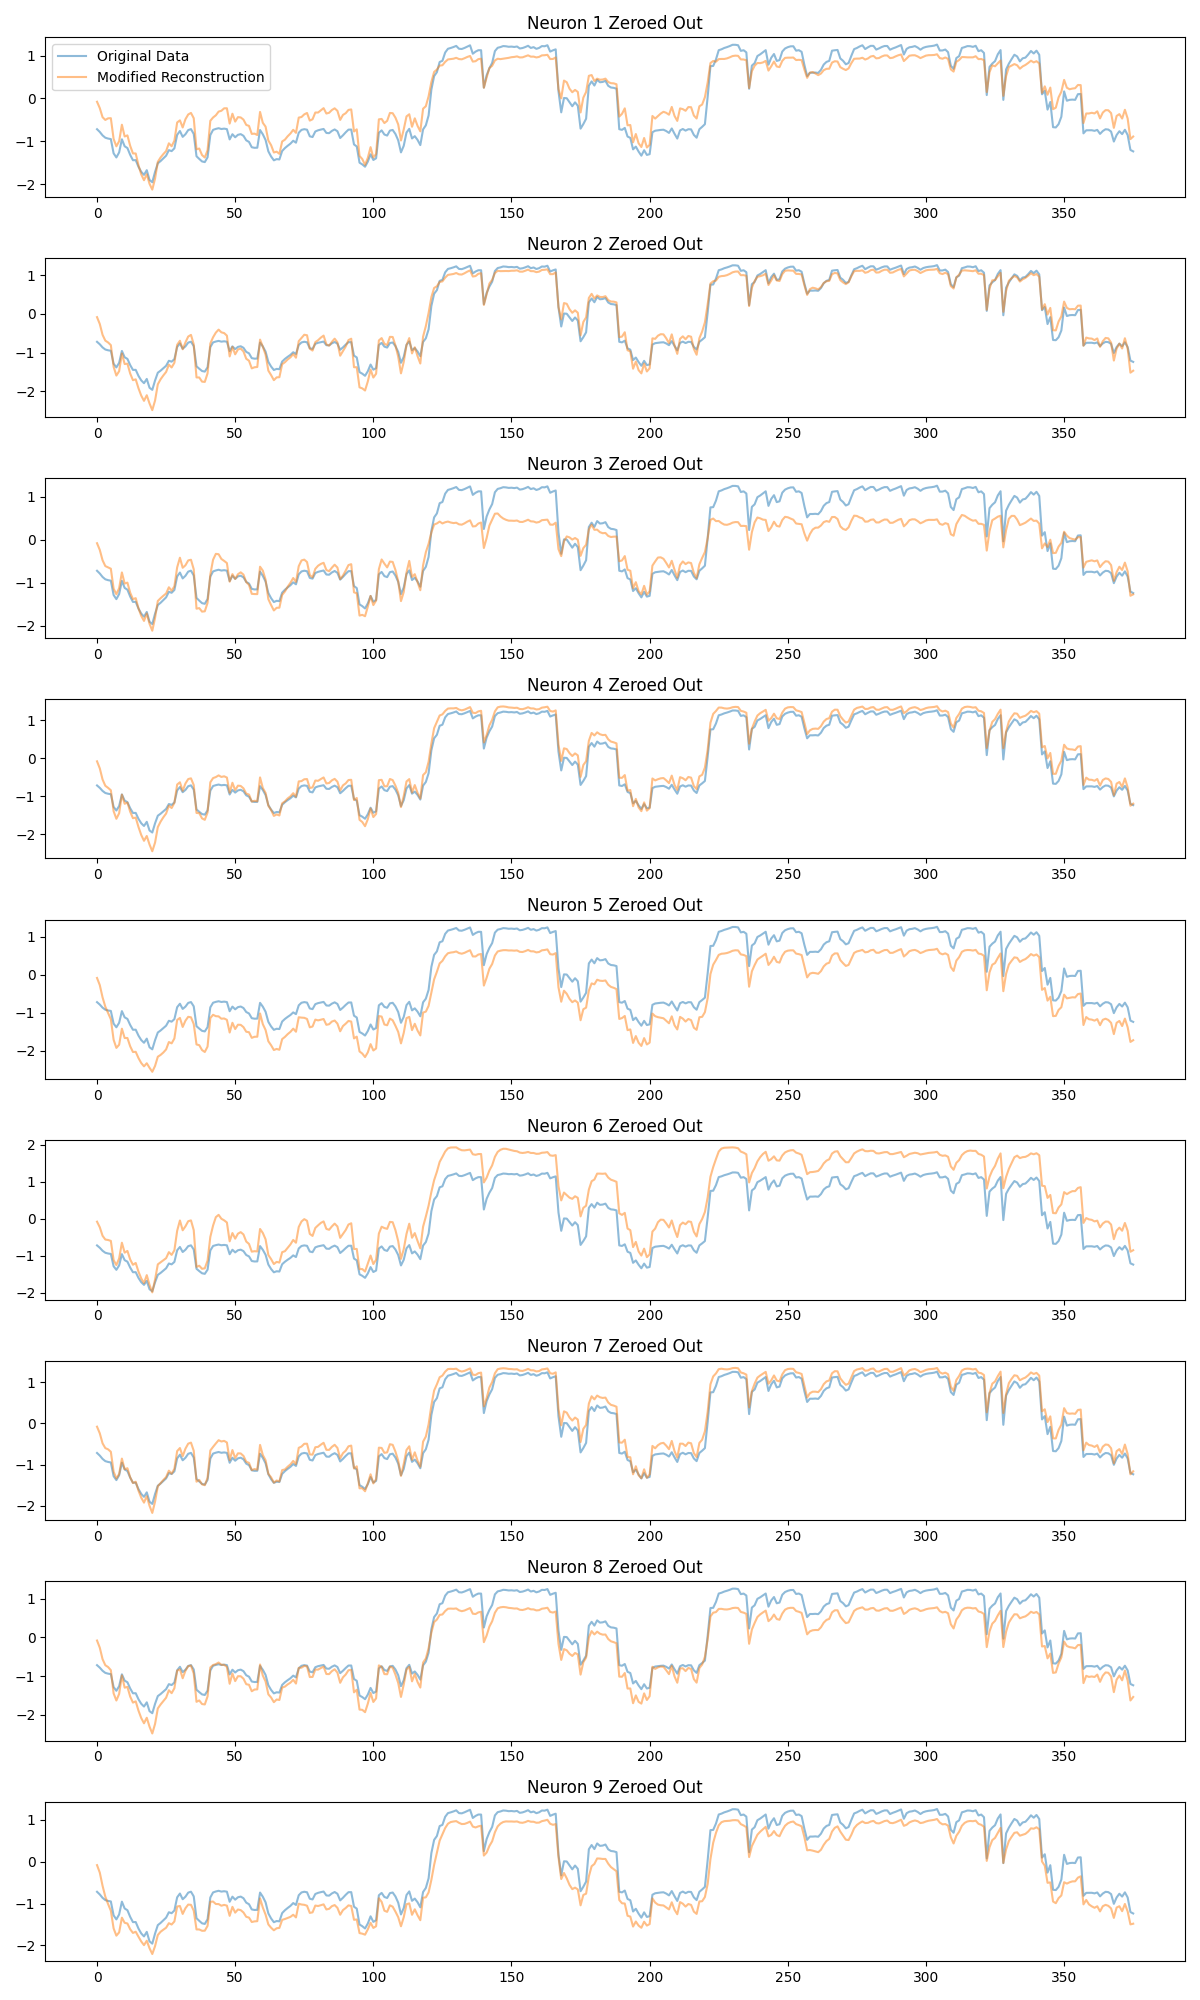 Neuron 1 Zeroed Out
Original Data
Modified Reconstruction
1
0
−1
−2
0 50 100 150 200 250 300 350
Neuron 2 Zeroed Out
1
0
−1
−2
0 50 100 150 200 250 300 350
Neuron 3 Zeroed Out
1
0
−1
−2
0 50 100 150 200 250 300 350
Neuron 4 Zeroed Out
1
0
−1
−2
0 50 100 150 200 250 300 350
Neuron 5 Zeroed Out
1
0
−1
−2
0 50 100 150 200 250 300 350
Neuron 6 Zeroed Out
2
1
0
−1
−2
0 50 100 150 200 250 300 350
Neuron 7 Zeroed Out
1
0
−1
−2
0 50 100 150 200 250 300 350
Neuron 8 Zeroed Out
1
0
−1
−2
0 50 100 150 200 250 300 350
Neuron 9 Zeroed Out
1
0
−1
−2
0 50 100 150 200 250 300 350